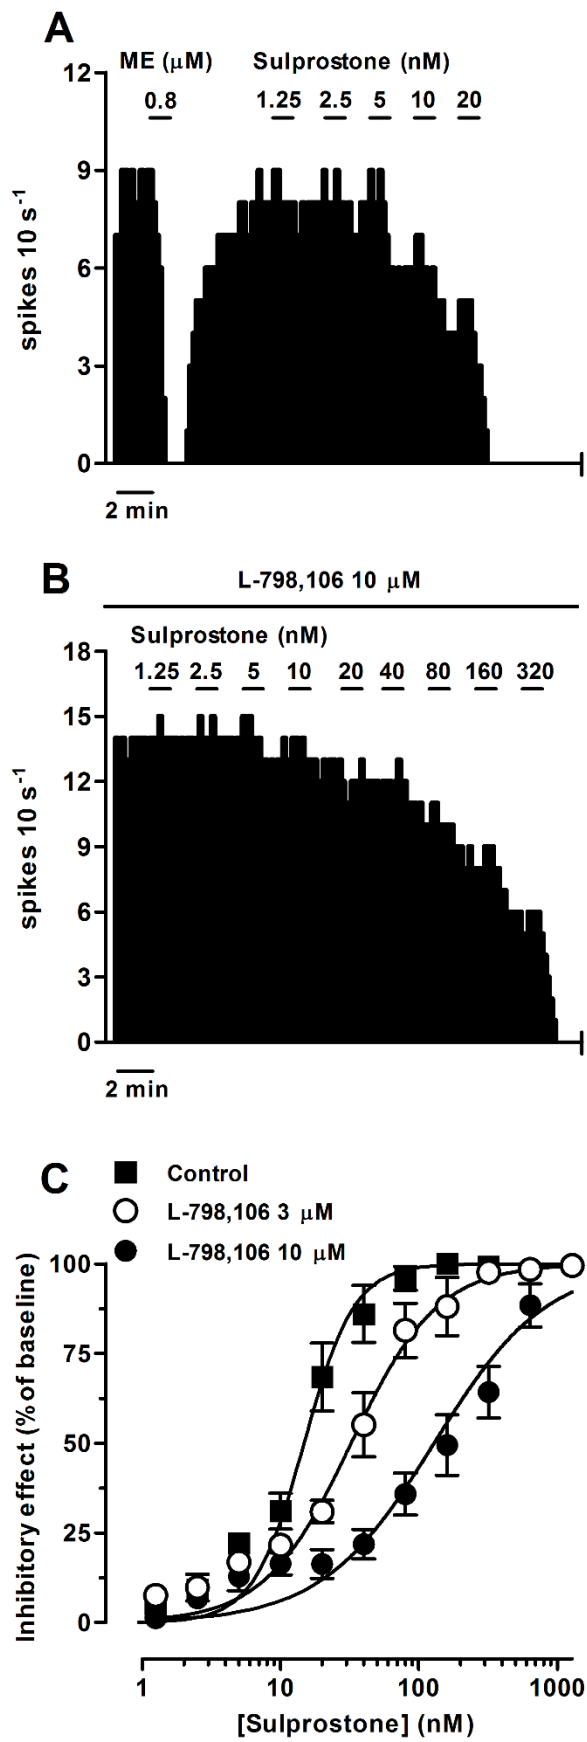 A
ME (μM) Sulprostone (nM)
0.8 1.25 2.5 5 10 20
12
9
6
3
0
spikes 10 s⁻¹
2 min
B
L-798,106 10 μM
Sulprostone (nM)
1.25 2.5 5 10 20 40 80 160 320
18
15
12
9
6
3
0
spikes 10 s⁻¹
2 min
C
Control
L-798,106 3 μM
L-798,106 10 μM
100
75
50
25
0
Inhibitory effect (% of baseline)
1 10 100 1000
[Sulprostone] (nM)